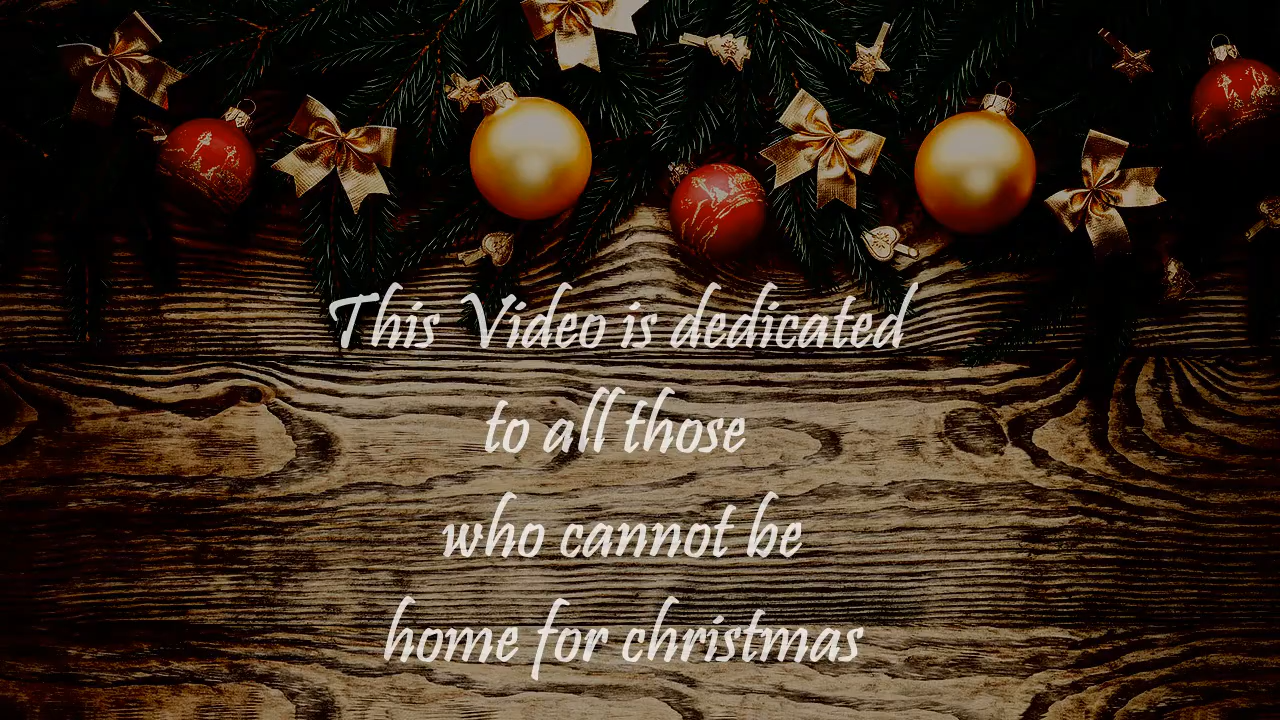 This Video is dedicated
to all those
who cannot be
home for christmas